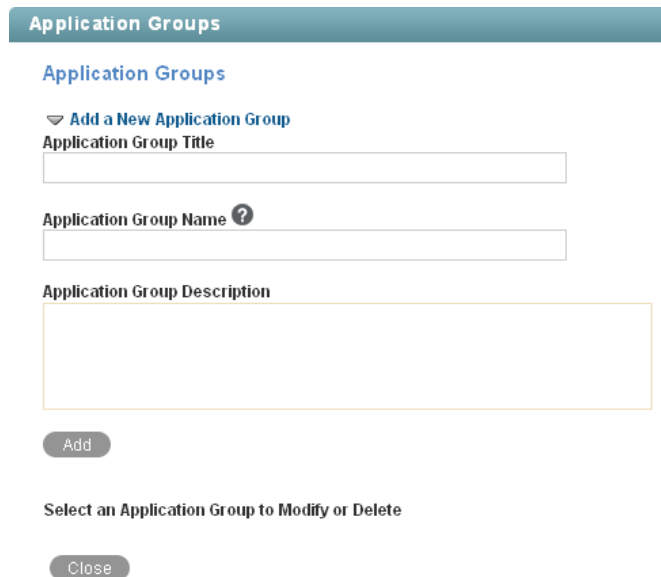 Application Groups
Application Groups
Add a New Application Group
Application Group Title
Application Group Name ?
Application Group Description
Add
Select an Application Group to Modify or Delete
Close